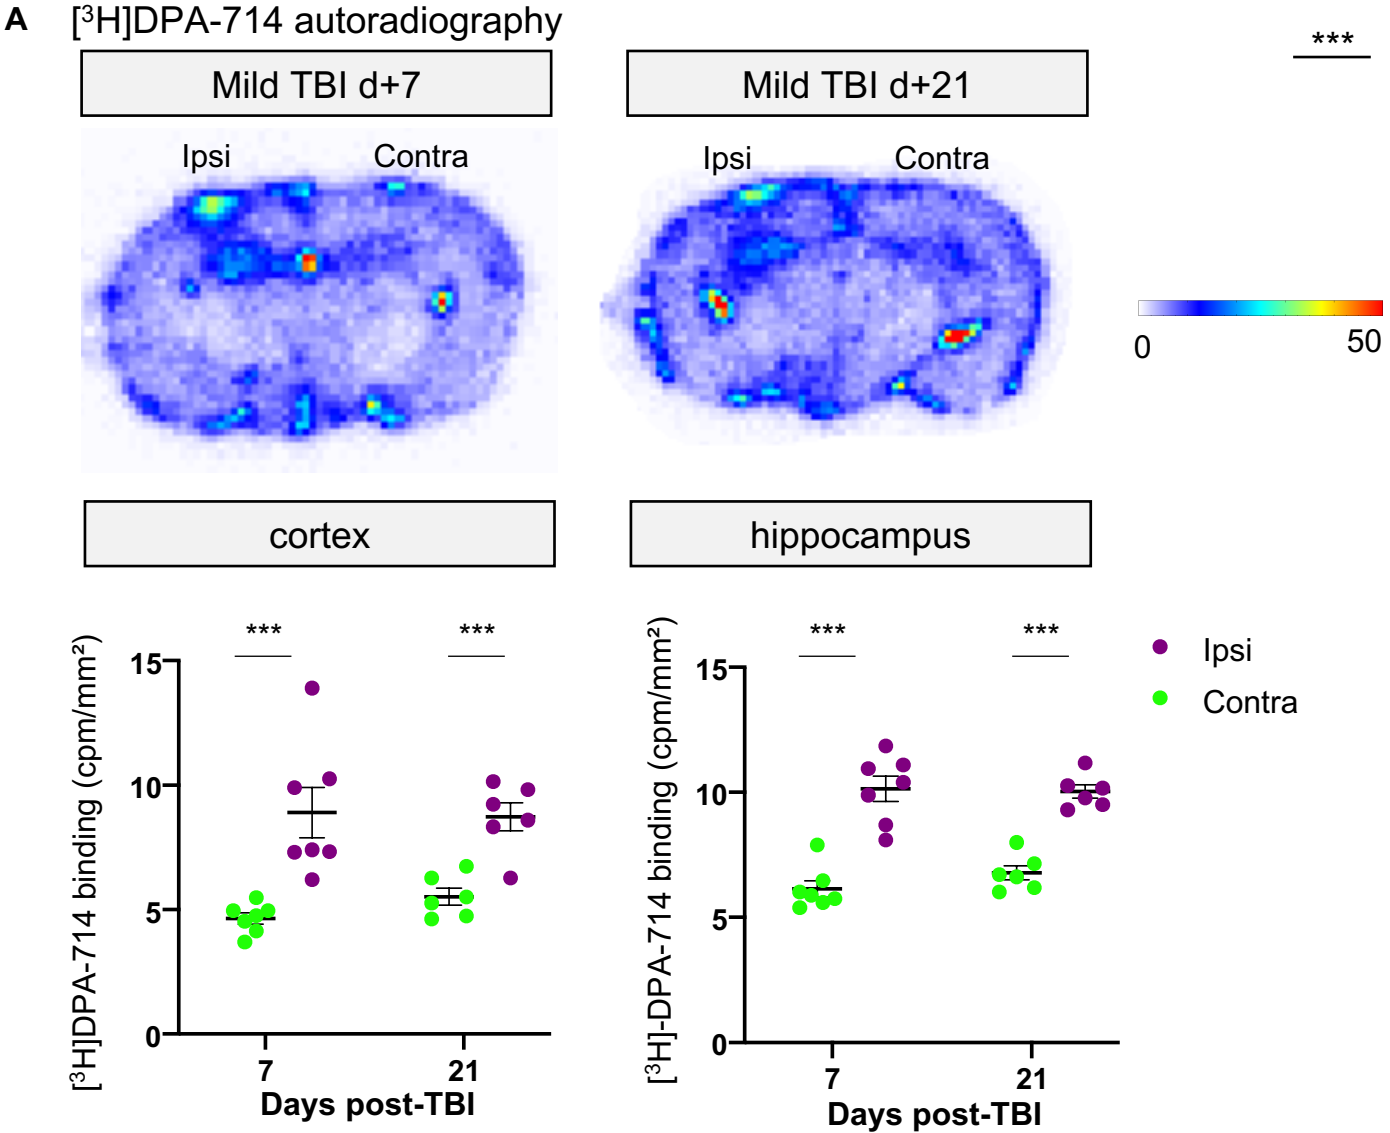 A [³H]DPA-714 autoradiography
***
Mild TBI d+7
Mild TBI d+21
Ipsi Contra
Ipsi Contra
0 50
cortex
hippocampus
[³H]DPA-714 binding (cpm/mm²)
*** ***
15
10
5
0
7 21
Days post-TBI
[³H]-DPA-714 binding (cpm/mm²)
*** ***
15
10
5
0
7 21
Days post-TBI
Ipsi
Contra